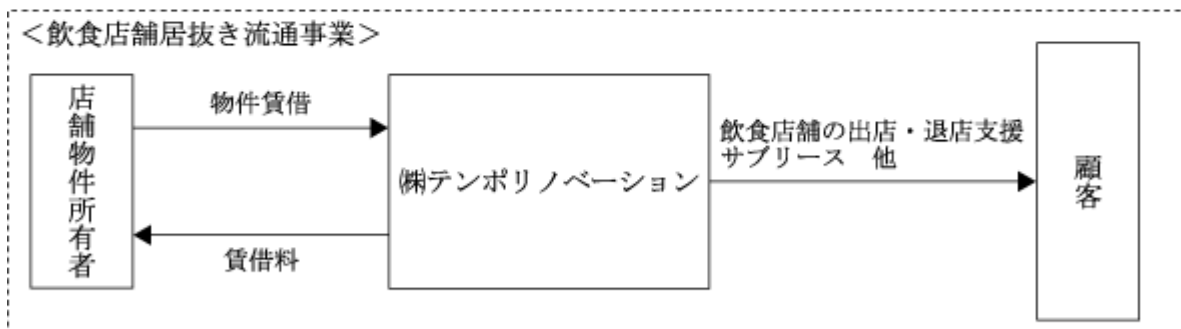 ＜飲食店舗居抜き流通事業＞
店舗物件所有者
物件賃借
賃借料
㈱テンポリノベーション
飲食店舗の出店・退店支援
サブリース　他
顧客